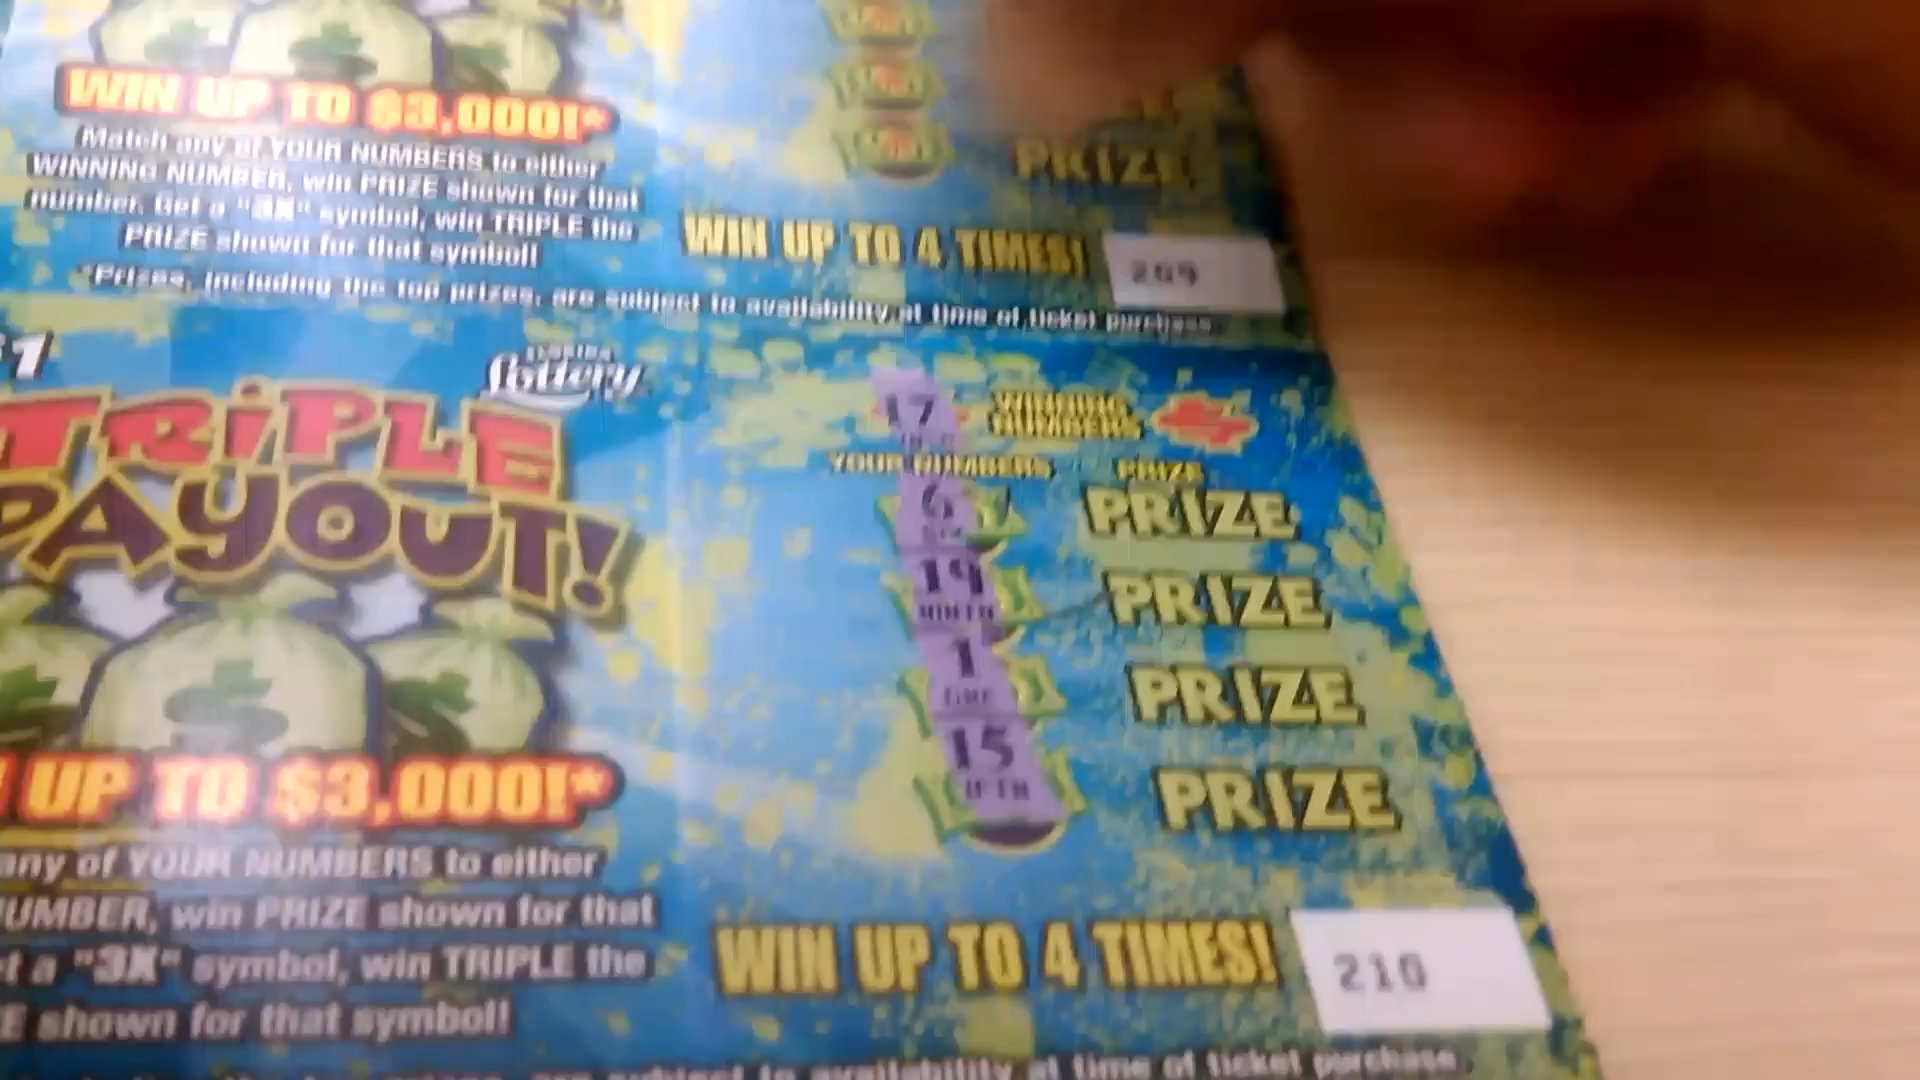 WIN UP TO $3,000!*
Match any of YOUR NUMBERS to either
WINNING NUMBER, win PRIZE shown for that
number. Get a "3X" symbol, win TRIPLE the
PRIZE shown for that symbol!
*Prizes, including the top prizes, are subject to availability at time of ticket purchase.
PRIZE
WIN UP TO 4 TIMES!
209
$1
FLORIDA
Lottery
TRIPLE
PAYOUT!
UP TO $3,000!*
any of YOUR NUMBERS to either
NUMBER, win PRIZE shown for that
"3X" symbol, win TRIPLE the
shown for that symbol!
17
WINNING
NUMBERS
YOUR NUMBERS
PRIZE
6
PRIZE
19
PRIZE
1
PRIZE
15
PRIZE
WIN UP TO 4 TIMES!
210
availability at time of ticket purchase.